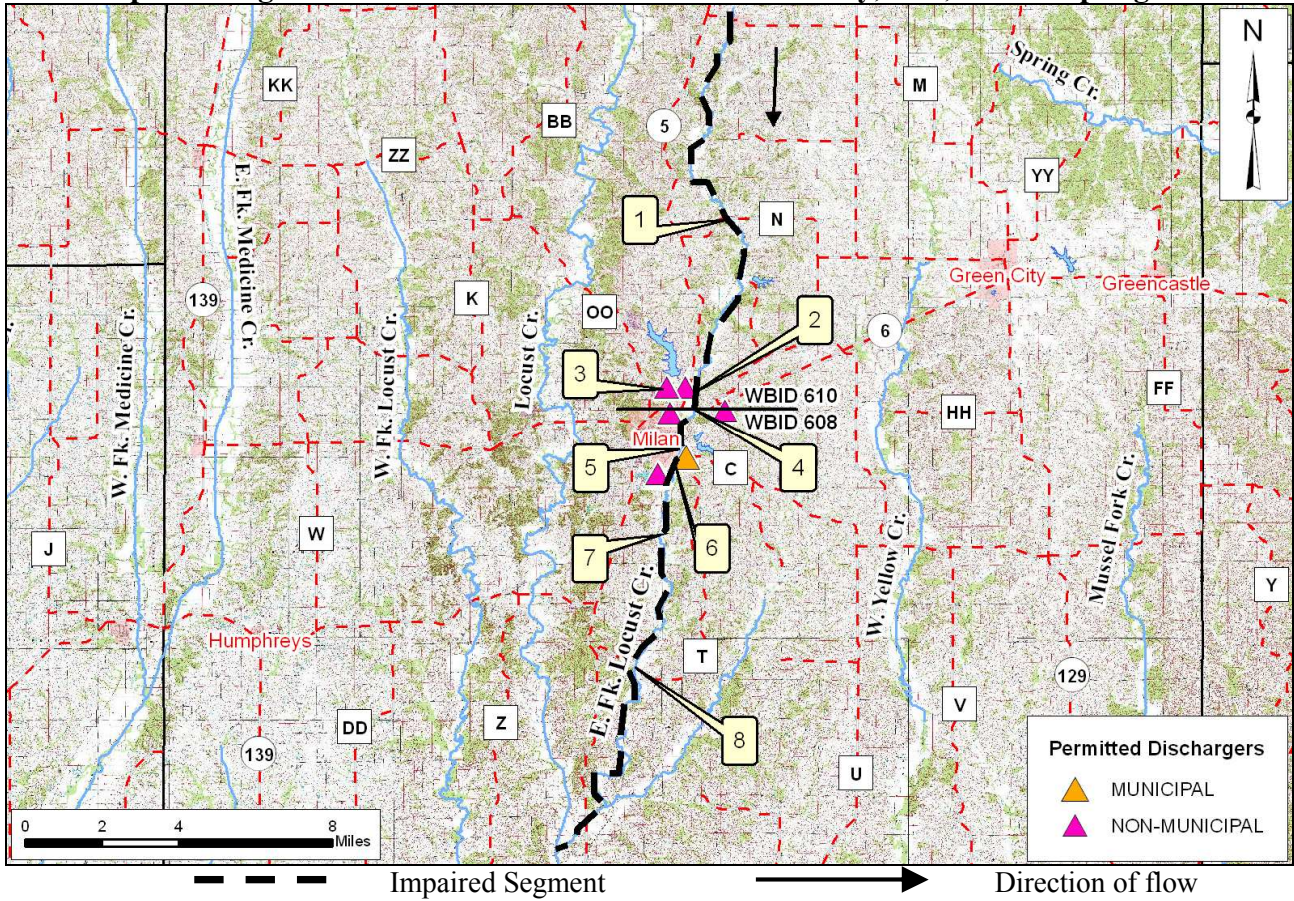 N
Spring Cr.
KK
M
BB
5
ZZ
YY
E. Fk. Medicine Cr.
1
N
Green City
Greencastle
139
K
OO
2
6
W. Fk. Medicine Cr.
W. Fk. Locust Cr.
Locust Cr.
3
WBID 610
WBID 608
HH
FF
Milan
5
C
4
J
W
7
6
W. Yellow Cr.
Mussel Fork Cr.
Y
Humphreys
E. Fk. Locust Cr.
T
129
Z
8
V
DD
139
U
Permitted Dischargers
MUNICIPAL
NON-MUNICIPAL
0 2 4 8
Miles
Impaired Segment Direction of flow